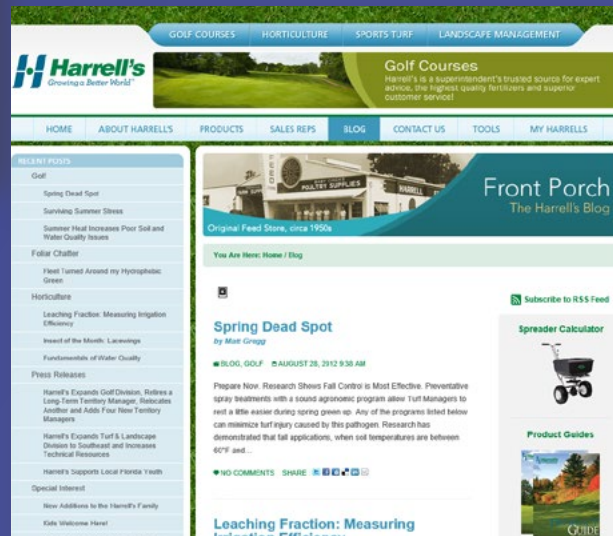 GOLF COURSES HORTICULTURE SPORTS TURF LANDSCAPE MANAGEMENT
Harrell's
Growing a Better World
Golf Courses
Harrell's is a superintendent's trusted source for expert
advice, the highest quality fertilizers and superior
customer service!
HOME ABOUT HARRELL'S PRODUCTS SALES REPS BLOG CONTACT US TOOLS MY HARRELLS
RECENT POSTS
Golf
Spring Dead Spot
Surviving Summer Stress
Summer Heat Increases Poor Soil and
Water Quality Issues
Foliar Chatter
Fleet Turned Around my Hydrophobic
Green
Horticulture
Leaching Fraction: Measuring Irrigation
Efficiency
Insect of the Month: Lacewings
Fundamentals of Water Quality
Press Releases
Harrell's Expands Golf Division, Retires a
Long-Term Territory Manager, Relocates
Another and Adds Four New Territory
Managers
Harrell's Expands Turf & Landscape
Division to Southeast and Increases
Technical Resources
Harrell's Supports Local Florida Youth
Special Interest
New Additions to the Harrell's Family
Kids Welcome Here!
POULTRY SUPPLIES
HARRELL
Original Feed Store, circa 1950s
Front Porch
The Harrell's Blog
You Are Here: Home / Blog
Subscribe to RSS Feed
Spring Dead Spot
by Matt Gregg
BLOG, GOLF AUGUST 28, 2012 9:38 AM
Prepare Now. Research Shows Fall Control is Most Effective. Preventative
spray treatments with a sound agronomic program allow Turf Managers to
rest a little easier during spring green up. Any of the programs listed below
can minimize turf injury caused by this pathogen. Research has
demonstrated that fall applications, when soil temperatures are between
60°F and...
NO COMMENTS SHARE
Leaching Fraction: Measuring
Irrigation Efficiency
Spreader Calculator
Product Guides
GUIDE